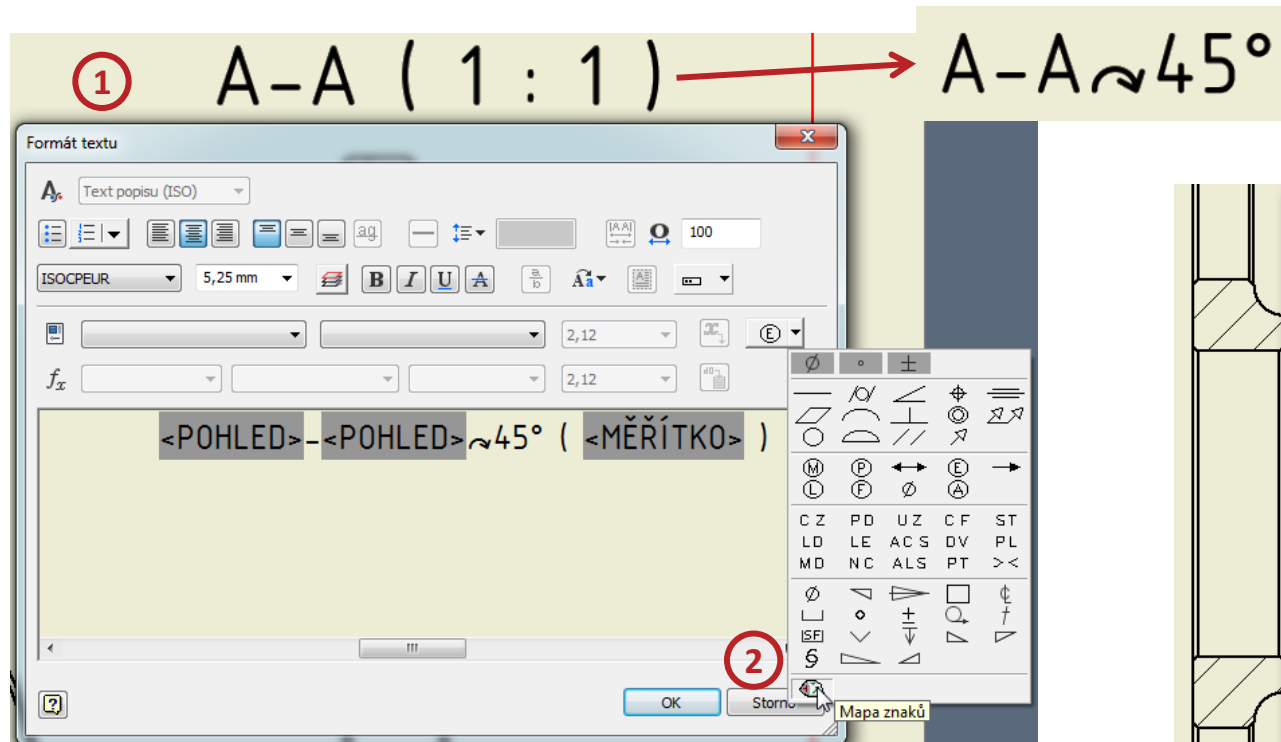 1
A-A ( 1 : 1 )
A-A↷45°
Formát textu
Text popisu (ISO)
100
ISOCPEUR
5,25 mm
B I U A
2,12
2,12
<POHLED>-<POHLED>↷45° ( <MĚŘÍTKO> )
CZ PD UZ CF ST
LD LE ACS DV PL
MD NC ALS PT ><
SF
2
OK
Storno
Mapa znaků